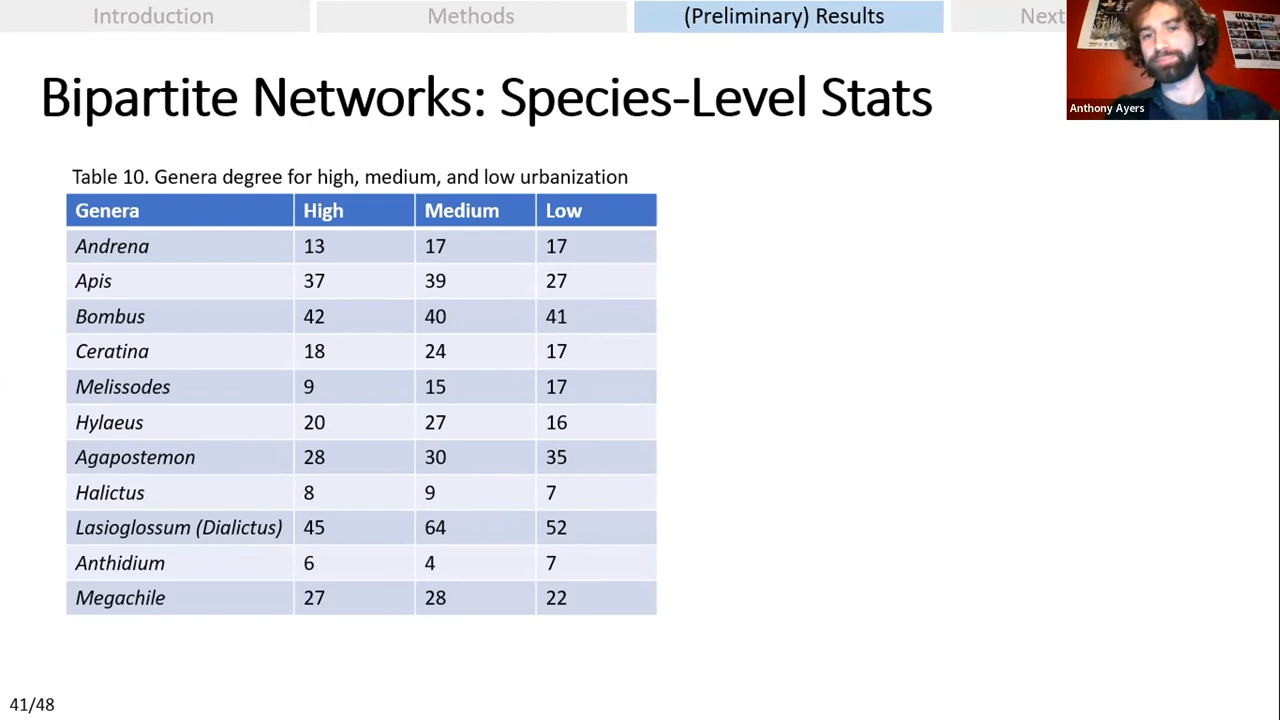 Introduction Methods (Preliminary) Results Next
Anthony Ayers
Bipartite Networks: Species-Level Stats
Table 10. Genera degree for high, medium, and low urbanization
Genera High Medium Low
Andrena 13 17 17
Apis 37 39 27
Bombus 42 40 41
Ceratina 18 24 17
Melissodes 9 15 17
Hylaeus 20 27 16
Agapostemon 28 30 35
Halictus 8 9 7
Lasioglossum (Dialictus) 45 64 52
Anthidium 6 4 7
Megachile 27 28 22
41/48